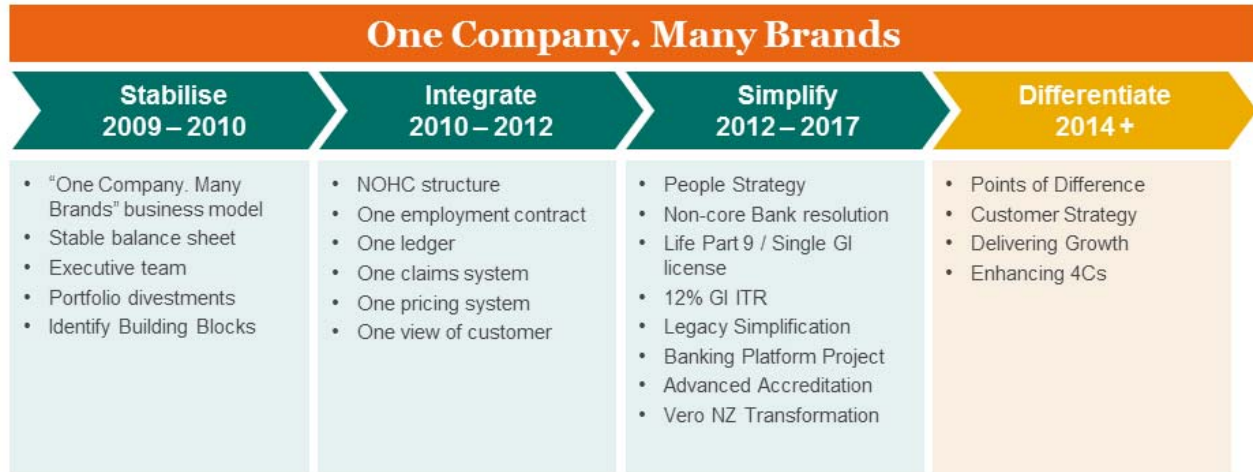 One Company. Many Brands
Stabilise
2009 – 2010
Integrate
2010 – 2012
Simplify
2012 – 2017
Differentiate
2014 +
• “One Company. Many
Brands” business model
• Stable balance sheet
• Executive team
• Portfolio divestments
• Identify Building Blocks
• NOHC structure
• One employment contract
• One ledger
• One claims system
• One pricing system
• One view of customer
• People Strategy
• Non-core Bank resolution
• Life Part 9 / Single GI
license
• 12% GI ITR
• Legacy Simplification
• Banking Platform Project
• Advanced Accreditation
• Vero NZ Transformation
• Points of Difference
• Customer Strategy
• Delivering Growth
• Enhancing 4Cs